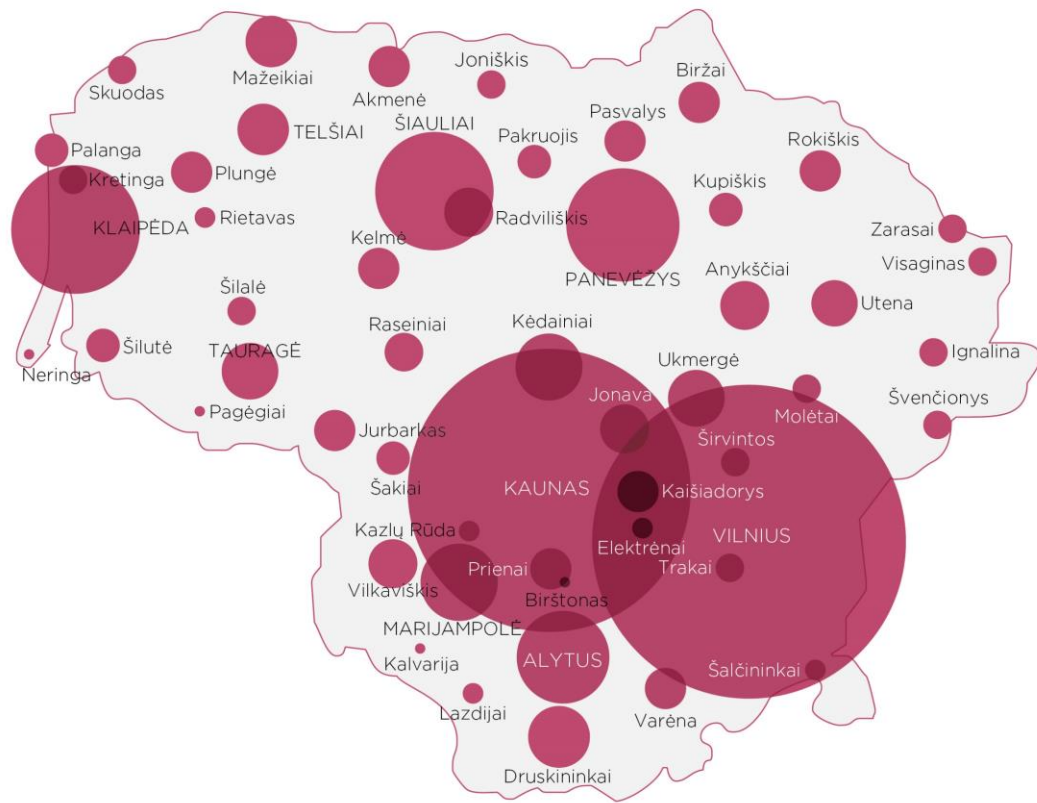 Joniškis
Skuodas
Mažeikiai
Akmenė
Biržai
ŠIAULIAI
Pasvalys
TELŠIAI
Pakruojis
Rokiškis
Palanga
Plungė
Kretinga
Kupiškis
Rietavas
Radviliškis
KLAIPĖDA
Zarasai
Kelmė
Visaginas
Anykščiai
PANEVĖŽYS
Šilalė
Utena
Raseiniai
Kėdainiai
Šilutė
TAURAGĖ
Ignalina
Ukmergė
Neringa
Jonava
Švenčionys
Pagėgiai
Molėtai
Jurbarkas
Širvintos
Šakiai
KAUNAS
Kaišiadorys
Kazlų Rūda
VILNIUS
Elektrėnai
Prienai
Trakai
Vilkaviškis
Birštonas
MARIJAMPOLĖ
ALYTUS
Kalvarija
Šalčininkai
Lazdijai
Varėna
Druskininkai